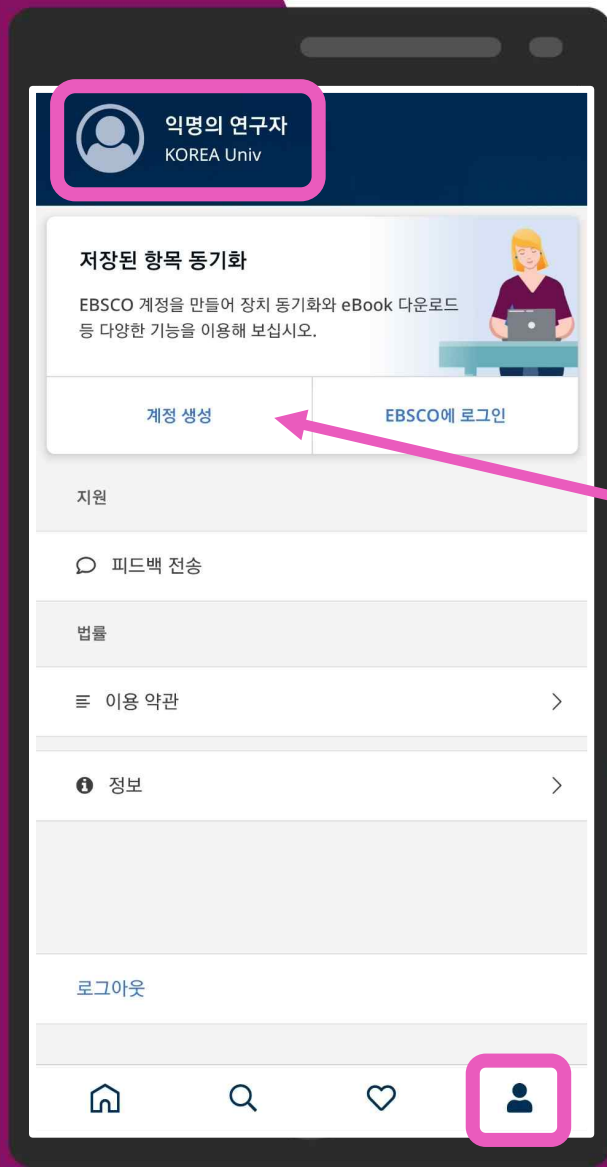 익명의 연구자
KOREA Univ
저장된 항목 동기화
EBSCO 계정을 만들어 장치 동기화와 eBook 다운로드
등 다양한 기능을 이용해 보십시오.
계정 생성
EBSCO에 로그인
지원
피드백 전송
법률
이용 약관
정보
로그아웃